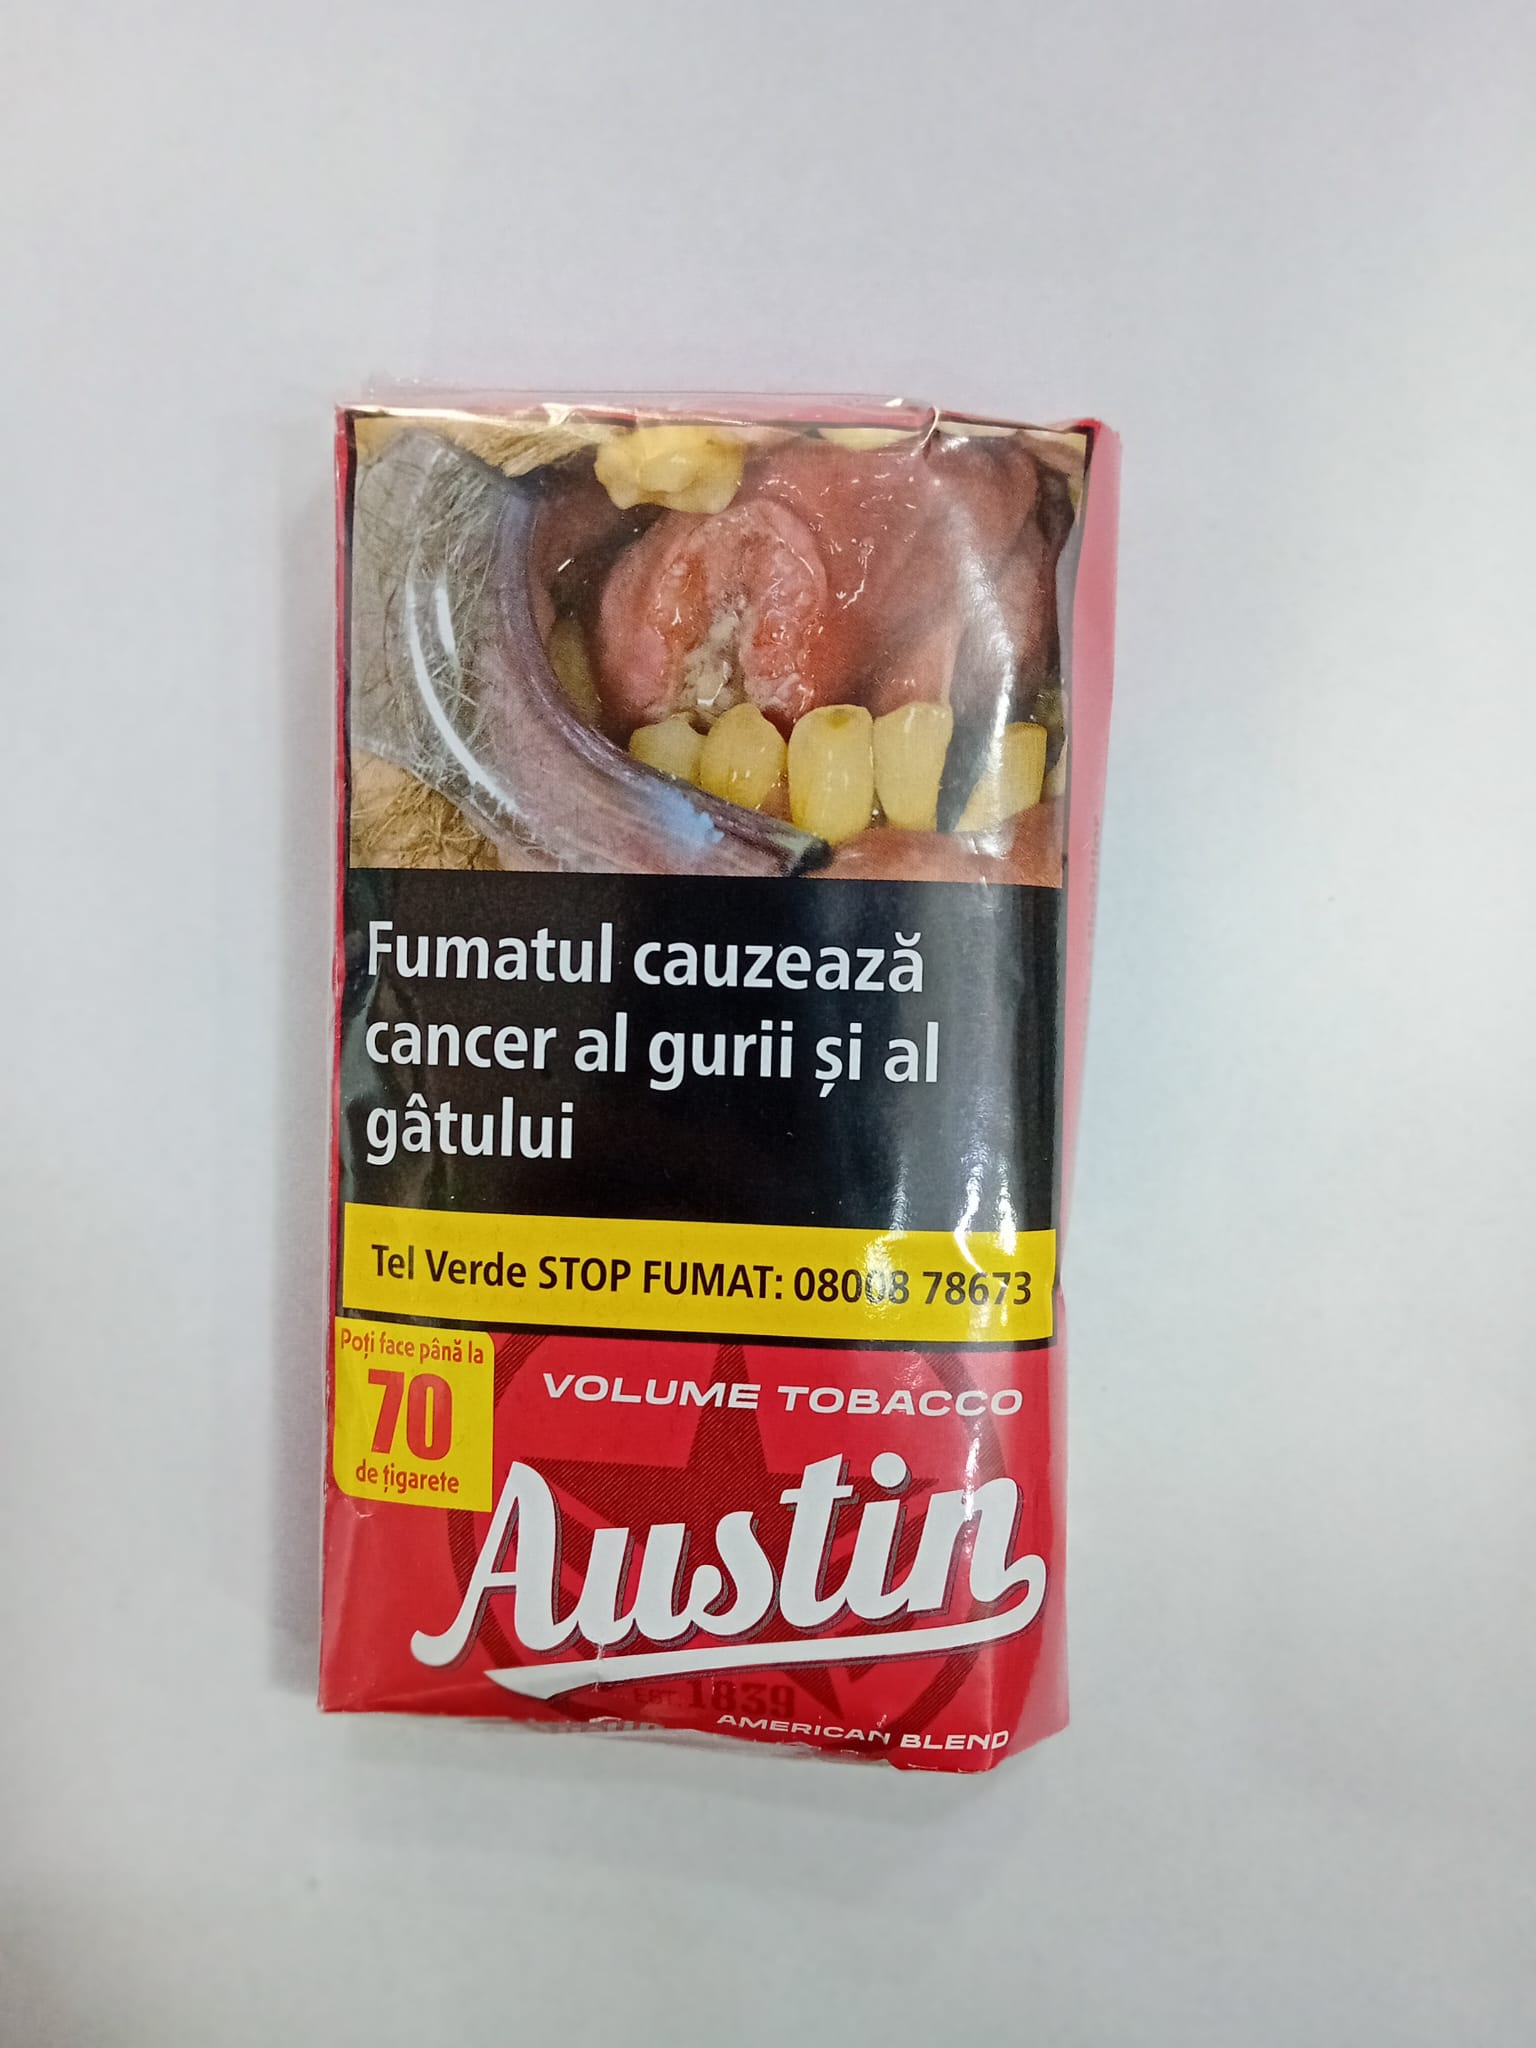 Fumatul cauzează
cancer al gurii și al
gâtului
Tel Verde STOP FUMAT: 08008 78673
Poți face până la
70
de țigarete
VOLUME TOBACCO
Austin
EST. 1839
AMERICAN BLEND